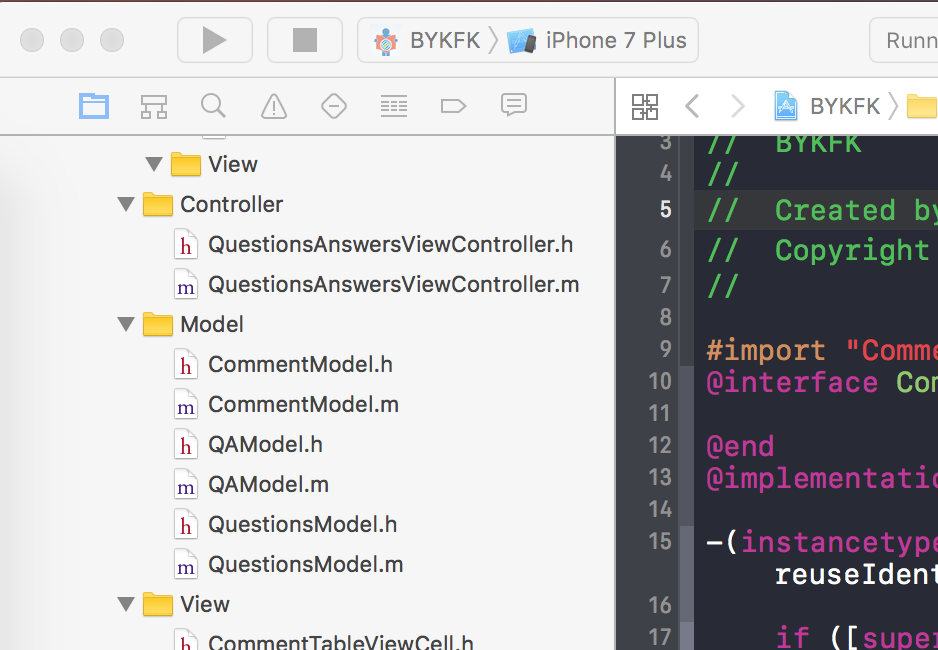 BYKFK iPhone 7 Plus Runn
BYKFK
View
Controller
h QuestionsAnswersViewController.h
m QuestionsAnswersViewController.m
Model
h CommentModel.h
m CommentModel.m
h QAModel.h
m QAModel.m
h QuestionsModel.h
m QuestionsModel.m
View
h CommentTableViewCell.h
3 // BYKFK
4 //
5 // Created by
6 // Copyright
7 //
8
9 #import "Comme
10 @interface Com
11
12 @end
13 @implementatio
14
15 -(instancetype
reuseIdent
16
17 if ([super